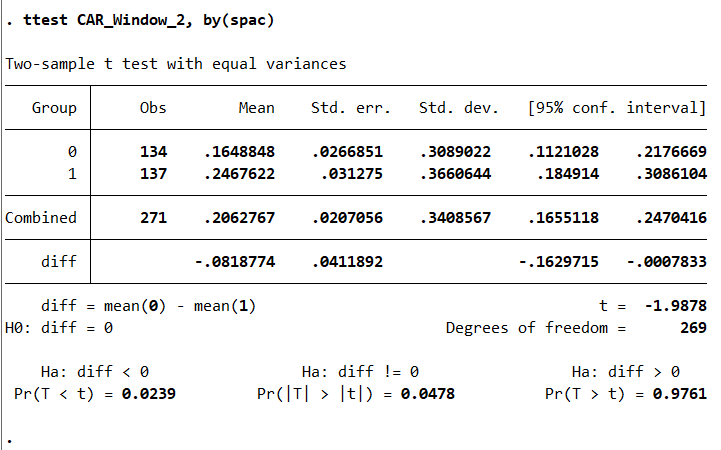 . ttest CAR_Window_2, by(spac)
Two-sample t test with equal variances
Group Obs Mean Std. err. Std. dev. [95% conf. interval]
0 134 .1648848 .0266851 .3089022 .1121028 .2176669
1 137 .2467622 .031275 .3660644 .184914 .3086104
Combined 271 .2062767 .0207056 .3408567 .1655118 .2470416
diff -.0818774 .0411892 -.1629715 -.0007833
diff = mean(0) - mean(1) t = -1.9878
H0: diff = 0 Degrees of freedom = 269
Ha: diff < 0 Ha: diff != 0 Ha: diff > 0
Pr(T < t) = 0.0239 Pr(|T| > |t|) = 0.0478 Pr(T > t) = 0.9761
.